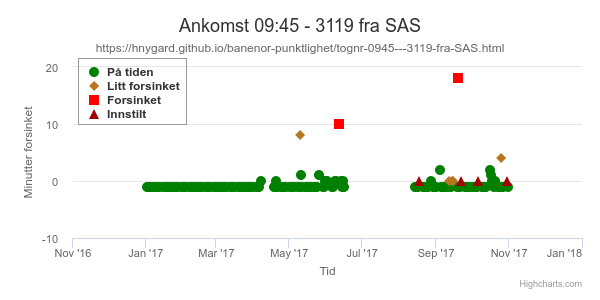 Ankomst 09:45 - 3119 fra SAS
https://hnygard.github.io/banenor-punktlighet/tognr-0945---3119-fra-SAS.html
På tiden
Litt forsinket
Forsinket
Innstilt
Minutter forsinket
20
10
0
-10
Nov '16 Jan '17 Mar '17 May '17 Jul '17 Sep '17 Nov '17 Jan '18
Tid
Highcharts.com